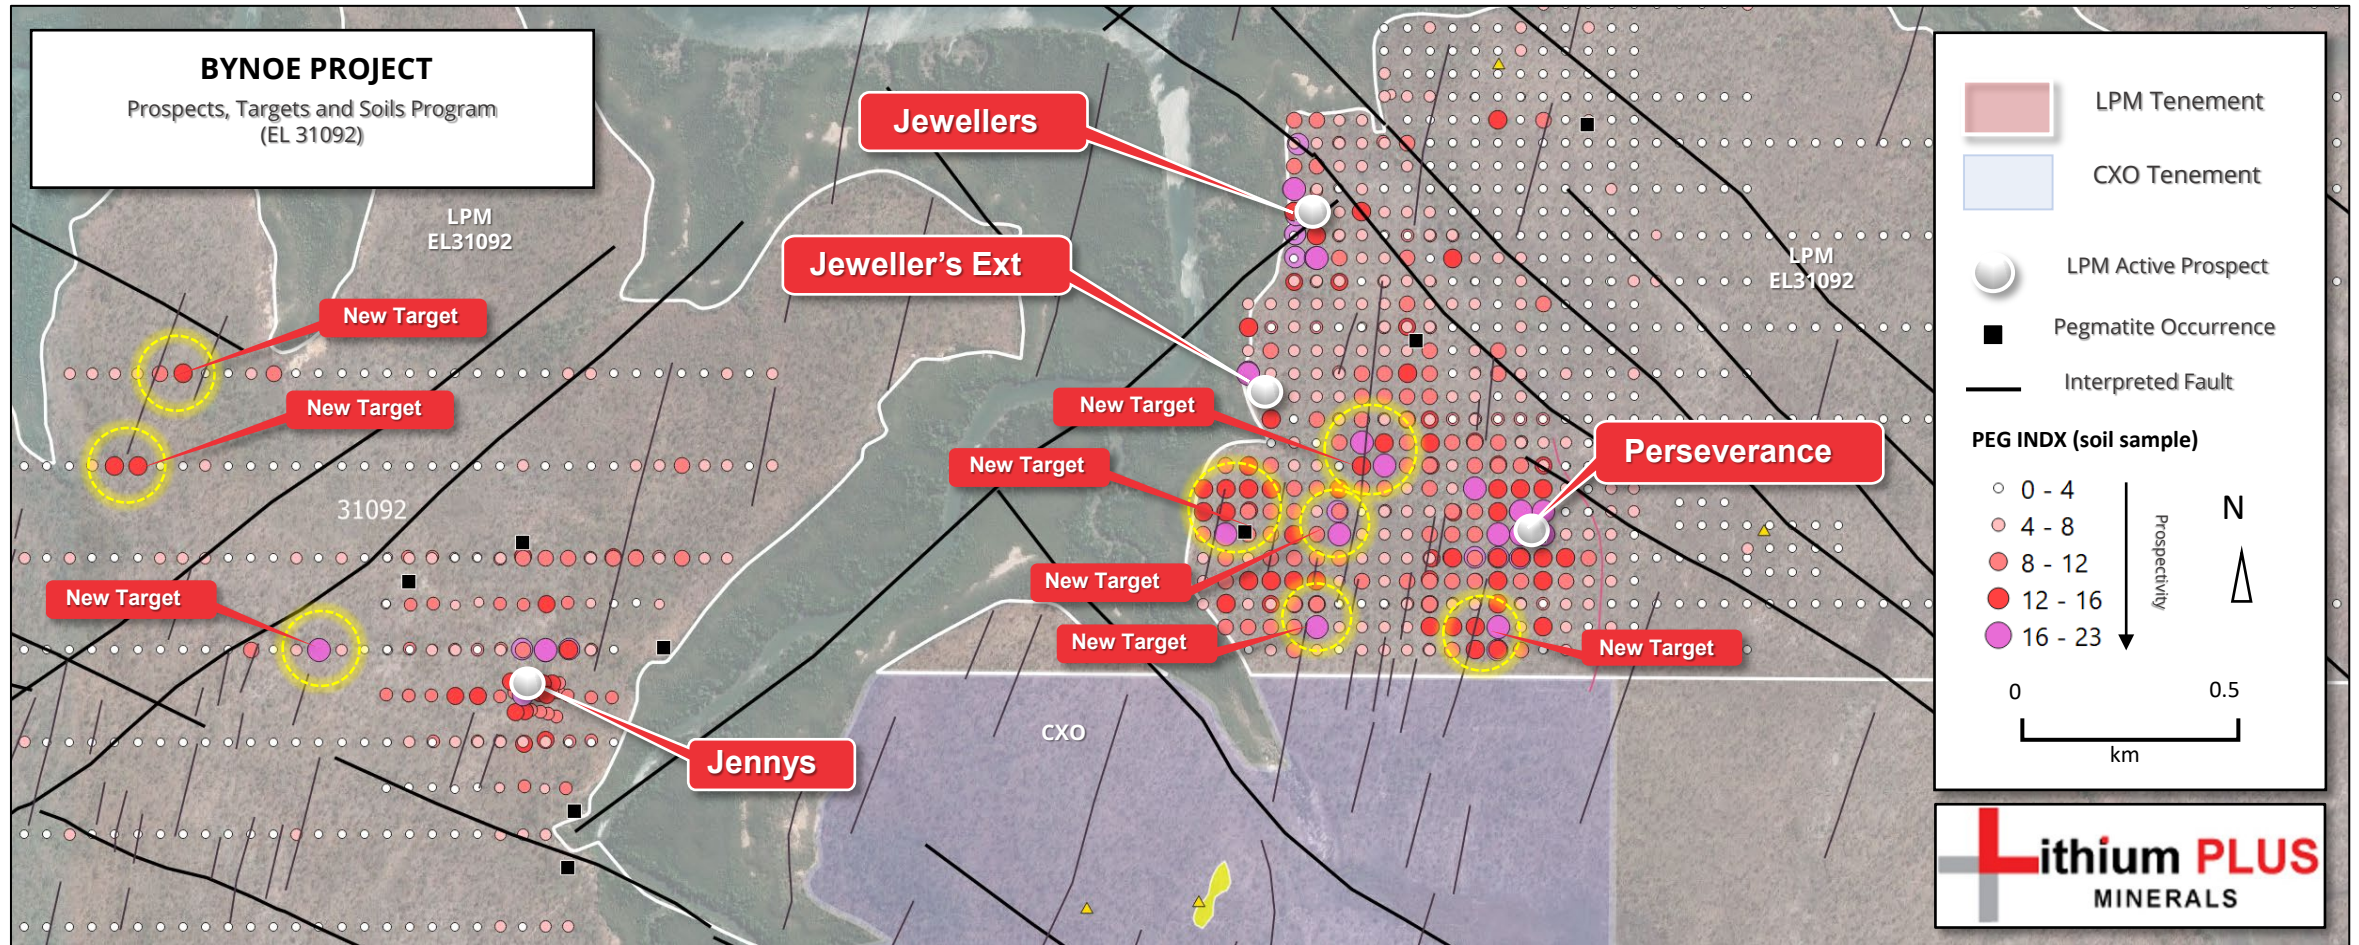 BYNOE PROJECT
Prospects, Targets and Soils Program
(EL 31092)
LPM
EL31092
Jewellers
Jeweller's Ext
LPM
EL31092
New Target
New Target
New Target
New Target
Perseverance
31092
New Target
New Target
New Target
New Target
Jennys
CXO
LPM Tenement
CXO Tenement
LPM Active Prospect
Pegmatite Occurrence
Interpreted Fault
PEG INDX (soil sample)
0 - 4
4 - 8
8 - 12
12 - 16
16 - 23
Prospectivity
N
0 0.5
km
Lithium PLUS
MINERALS